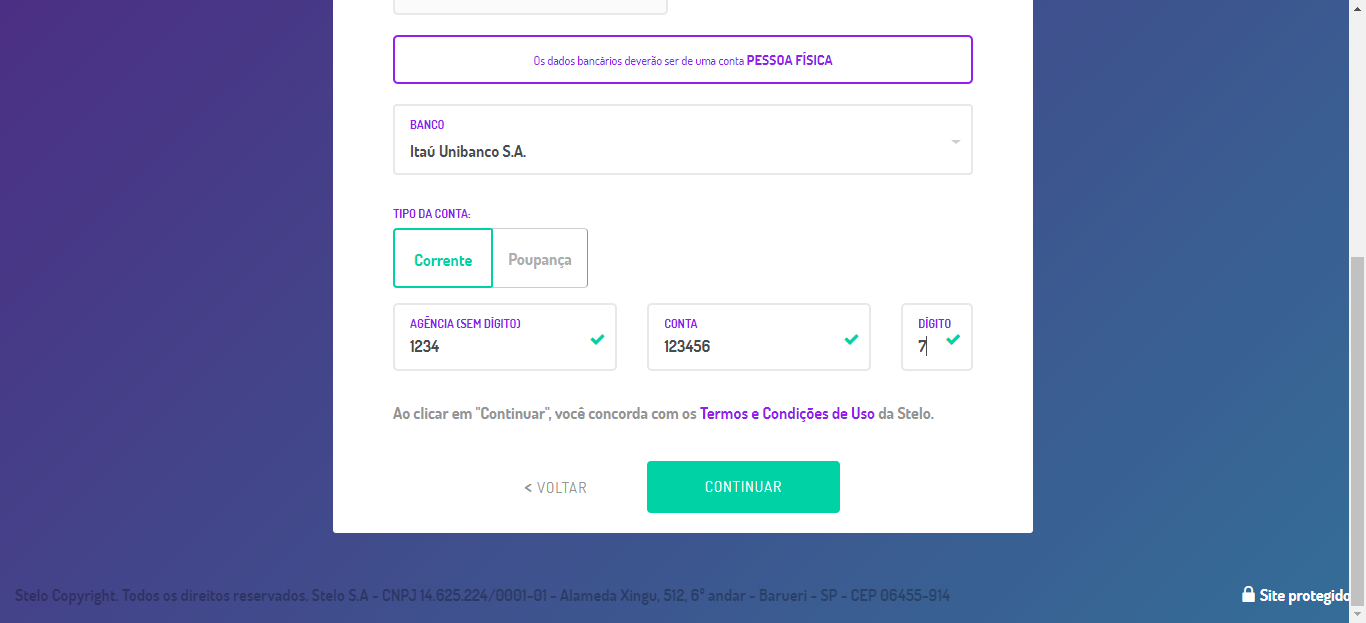 Os dados bancários deverão ser de uma conta PESSOA FÍSICA
BANCO
Itaú Unibanco S.A.
TIPO DA CONTA:
Corrente
Poupança
AGÊNCIA (SEM DÍGITO)
1234
CONTA
123456
DÍGITO
7
Ao clicar em "Continuar", você concorda com os Termos e Condições de Uso da Stelo.
< VOLTAR
CONTINUAR
Stelo Copyright. Todos os direitos reservados. Stelo S.A - CNPJ 14.625.224/0001-01 - Alameda Xingu, 512, 6° andar - Barueri - SP - CEP 06455-914
Site protegido